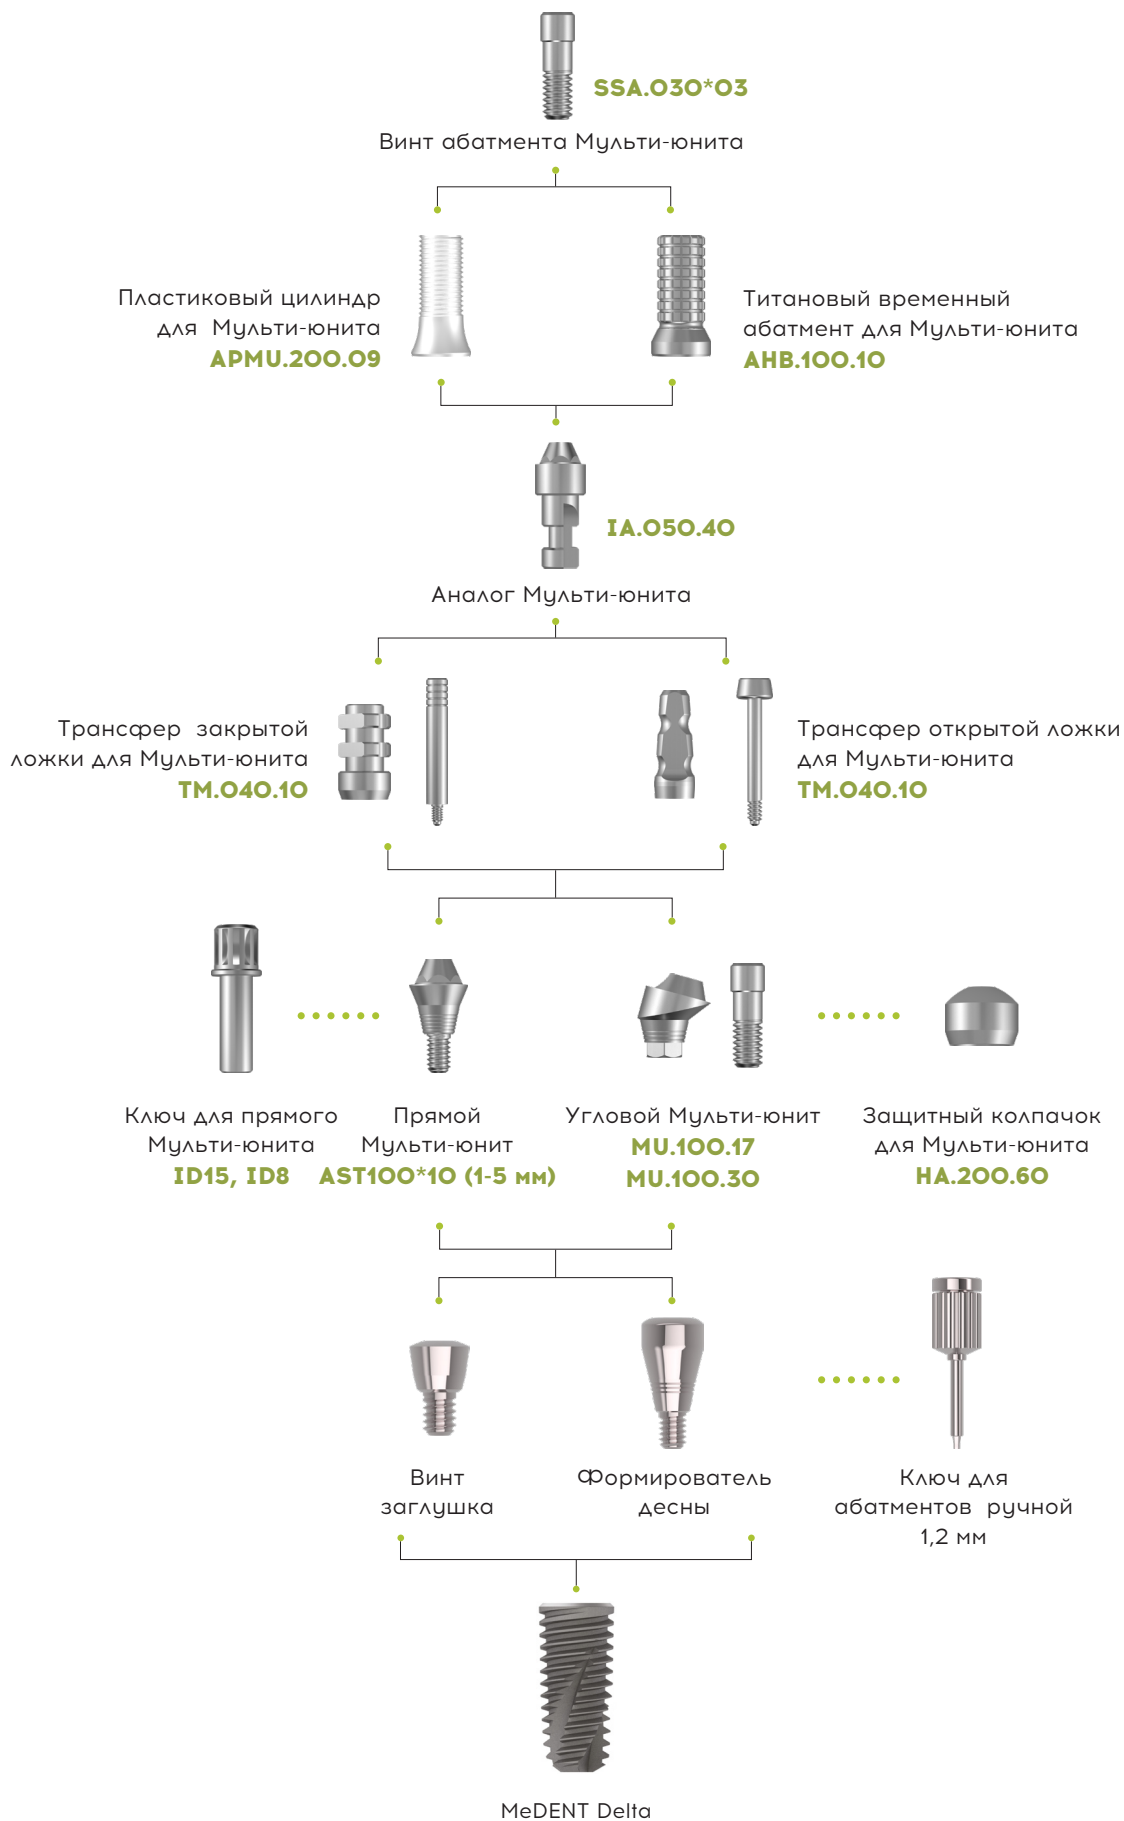 SSA.030*03
Винт абатмента Мульти-юнита
Пластиковый цилиндр
для Мульти-юнита
APMU.200.09
Титановый временный
абатмент для Мульти-юнита
AHB.100.10
IA.050.40
Аналог Мульти-юнита
Трансфер закрытой
ложки для Мульти-юнита
TM.040.10
Трансфер открытой ложки
для Мульти-юнита
TM.040.10
Ключ для прямого
Мульти-юнита
ID15, ID8
Прямой
Мульти-юнит
AST100*10 (1-5 мм)
Угловой Мульти-юнит
MU.100.17
MU.100.30
Защитный колпачок
для Мульти-юнита
HA.200.60
Винт
заглушка
Формирователь
десны
Ключ для
абатментов ручной
1,2 мм
MeDENT Delta